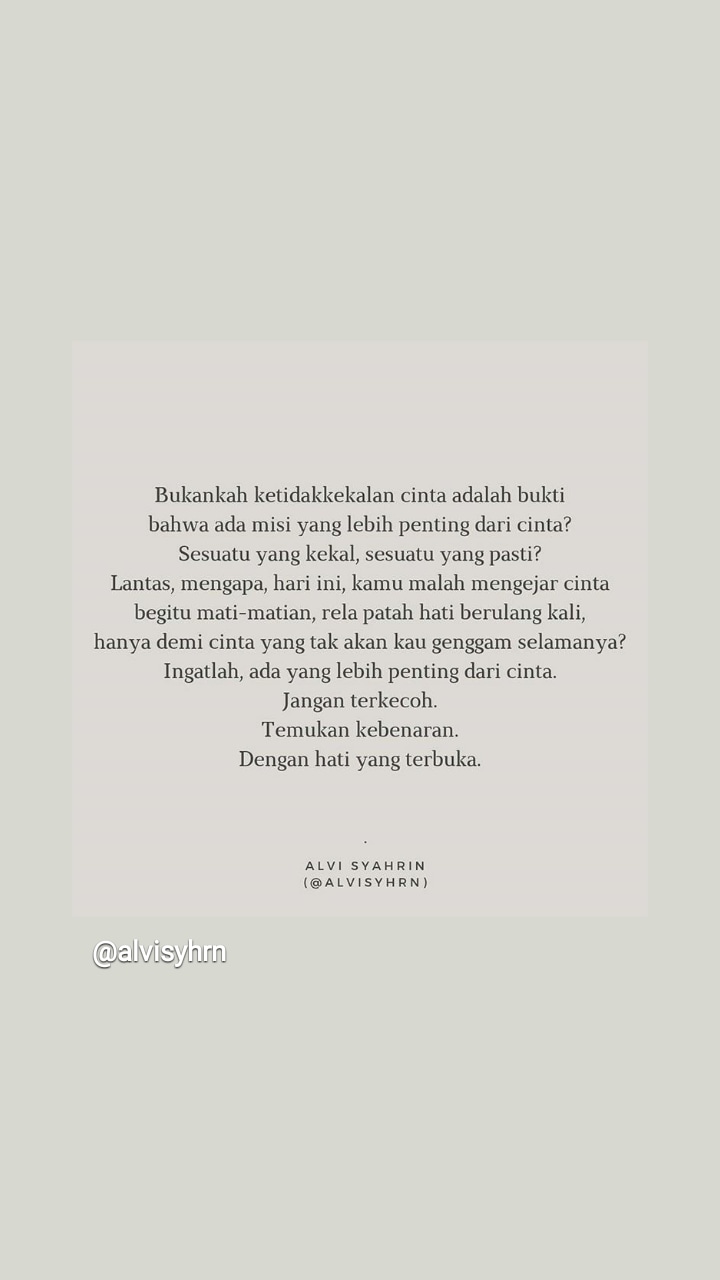 Bukankah ketidakkekalan cinta adalah bukti
bahwa ada misi yang lebih penting dari cinta?
Sesuatu yang kekal, sesuatu yang pasti?
Lantas, mengapa, hari ini, kamu malah mengejar cinta
begitu mati-matian, rela patah hati berulang kali,
hanya demi cinta yang tak akan kau genggam selamanya?
Ingatlah, ada yang lebih penting dari cinta.
Jangan terkecoh.
Temukan kebenaran.
Dengan hati yang terbuka.
.
ALVI SYAHRIN
(@ALVISYHRN)
@alvisyhrn